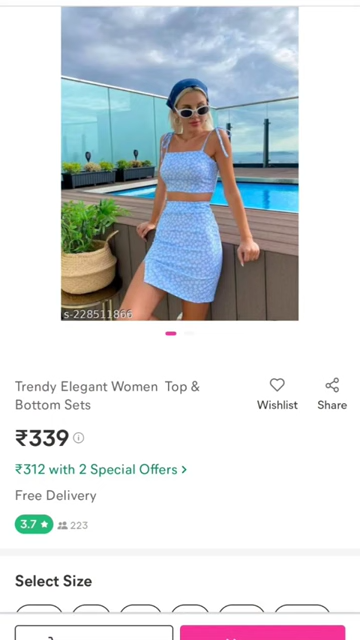 s-228511866
Trendy Elegant Women Top &
Bottom Sets
Wishlist
Share
₹339
₹312 with 2 Special Offers >
Free Delivery
3.7 ★
223
Select Size